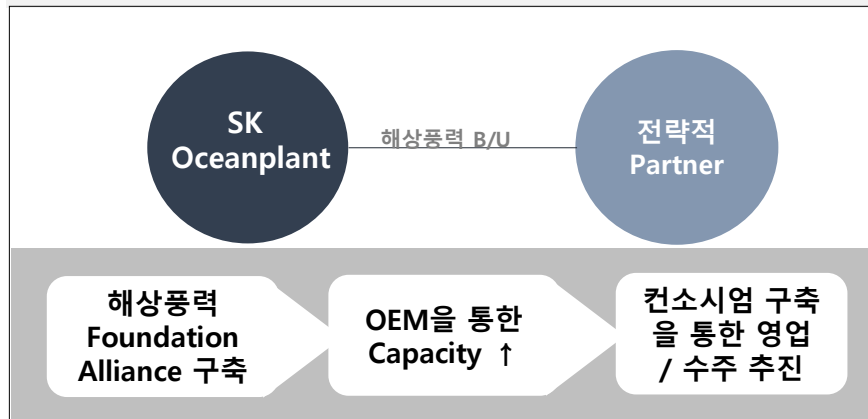 SK
Oceanplant
해상풍력 B/U
전략적
Partner
해상풍력
Foundation
Alliance 구축
OEM을 통한
Capacity ↑
컨소시엄 구축
을 통한 영업
/ 수주 추진